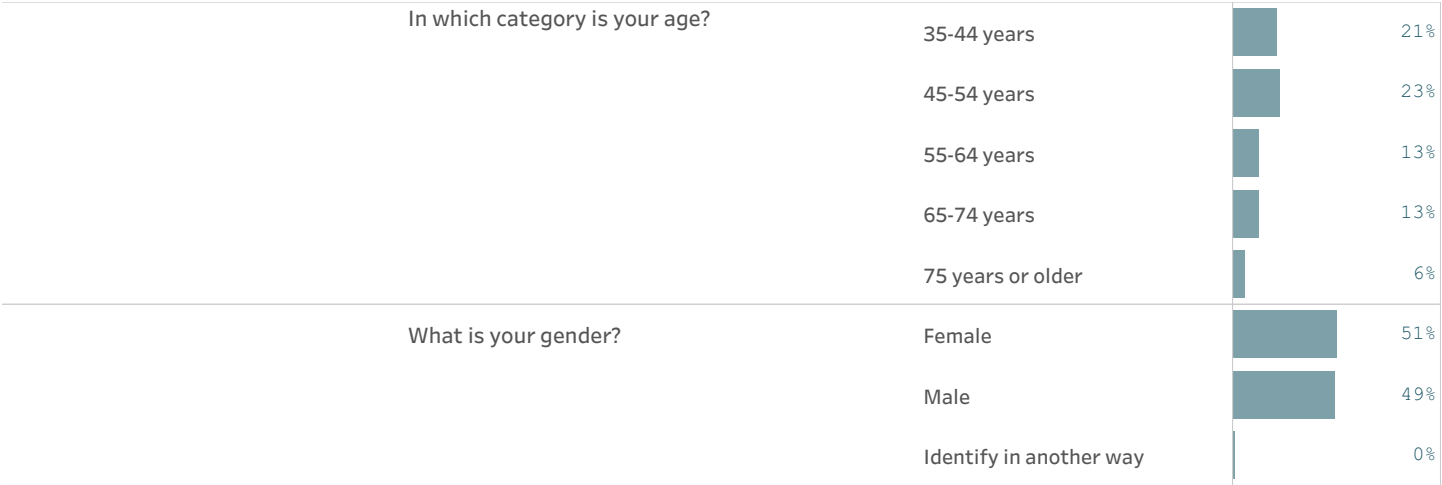 In which category is your age?
35-44 years 21%
45-54 years 23%
55-64 years 13%
65-74 years 13%
75 years or older 6%
What is your gender?
Female 51%
Male 49%
Identify in another way 0%